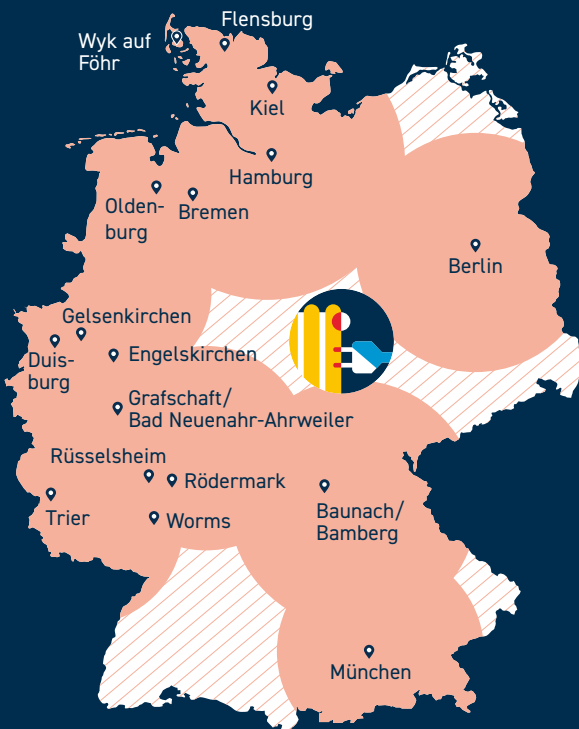 Flensburg
Wyk auf
Föhr
Kiel
Hamburg
Olden-
burg
Bremen
Berlin
Gelsenkirchen
Duis-
burg
Engelskirchen
Grafschaft/
Bad Neuenahr-Ahrweiler
Rüsselsheim
Rödermark
Trier
Worms
Baunach/
Bamberg
München